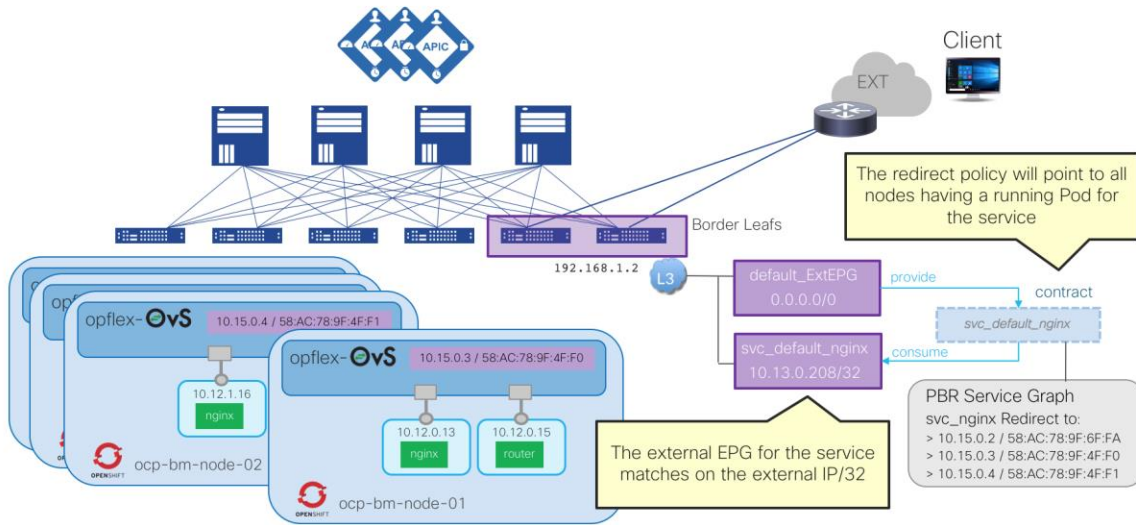 APIC
Client
EXT
The redirect policy will point to all
nodes having a running Pod for
the service
Border Leafs
192.168.1.2
L3
default_ExtEPG
0.0.0.0/0
provide
contract
svc_default_nginx
svc_default_nginx
10.13.0.208/32
consume
PBR Service Graph
svc_nginx Redirect to:
> 10.15.0.2 / 58:AC:78:9F:6F:FA
> 10.15.0.3 / 58:AC:78:9F:4F:F0
> 10.15.0.4 / 58:AC:78:9F:4F:F1
The external EPG for the service
matches on the external IP/32
opflex-OvS
10.15.0.4 / 58:AC:78:9F:4F:F1
10.12.1.16
nginx
OPENSHIFT
ocp-bm-node-02
opflex-OvS
10.15.0.3 / 58:AC:78:9F:4F:F0
10.12.0.13
nginx
10.12.0.15
router
OPENSHIFT
ocp-bm-node-01